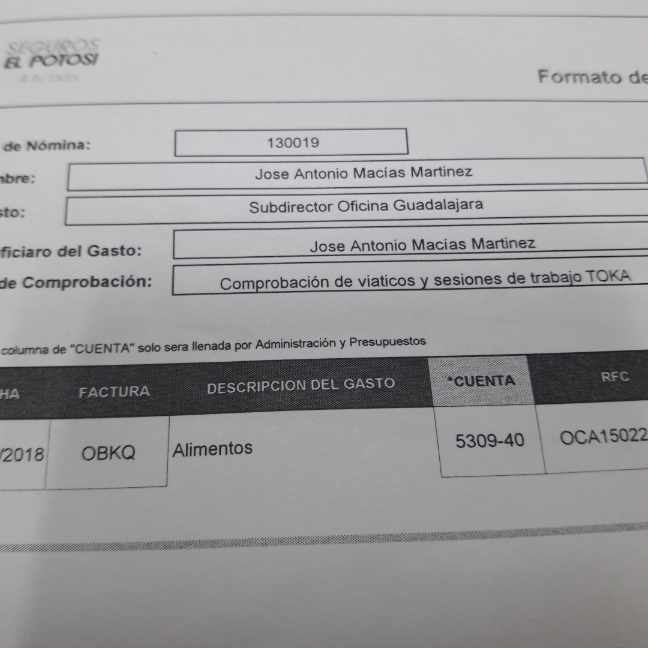 SEGUROS
EL POTOSI
Formato de
de Nómina: 130019
mbre: Jose Antonio Macías Martinez
sto: Subdirector Oficina Guadalajara
ficiaro del Gasto: Jose Antonio Macías Martinez
de Comprobación: Comprobación de viaticos y sesiones de trabajo TOKA
columna de "CUENTA" solo sera llenada por Administración y Presupuestos
HA FACTURA DESCRIPCION DEL GASTO *CUENTA RFC
/2018 OBKQ Alimentos 5309-40 OCA15022